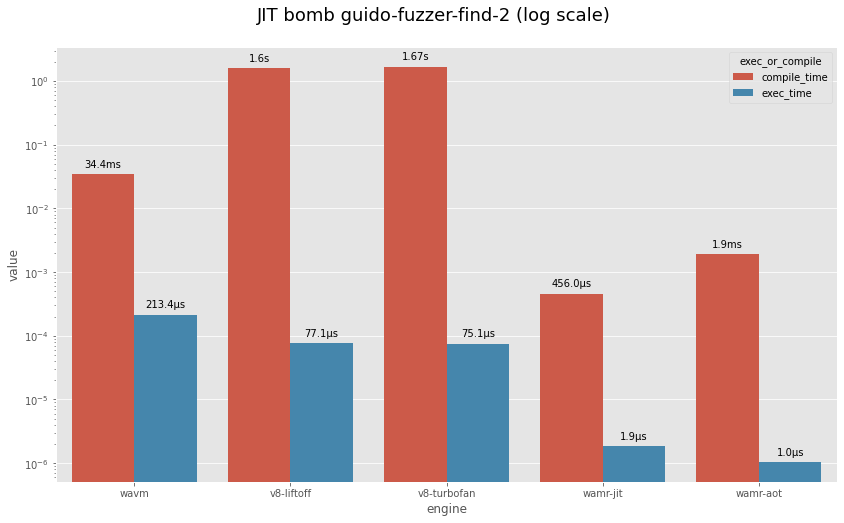 JIT bomb guido-fuzzer-find-2 (log scale)
exec_or_compile
compile_time
exec_time
1.6s
1.67s
34.4ms
213.4µs
77.1µs
75.1µs
456.0µs
1.9µs
1.9ms
1.0µs
10⁰
10⁻¹
10⁻²
10⁻³
10⁻⁴
10⁻⁵
10⁻⁶
value
wavm
v8-liftoff
v8-turbofan
wamr-jit
wamr-aot
engine